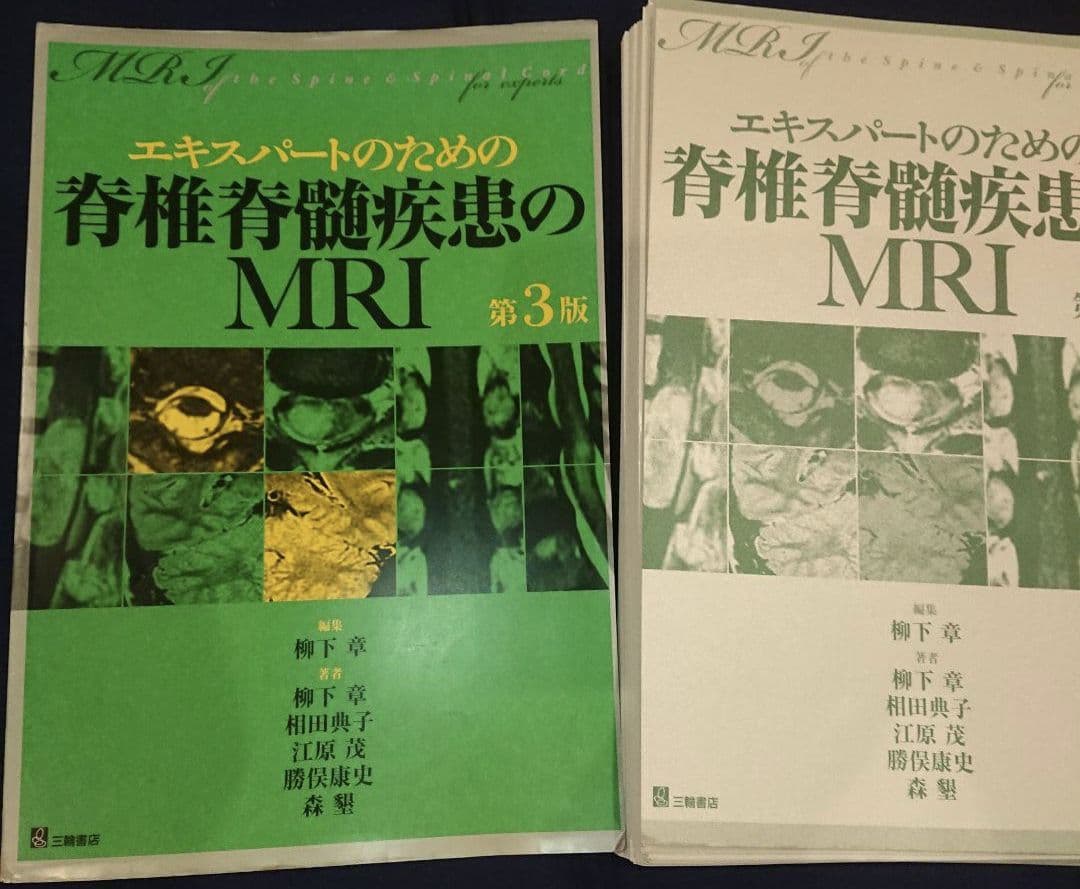 MRI
of the Spine & Spinal Cord
for experts
エキスパートのための
脊椎脊髄疾患の
MRI
第3版
編集
柳下 章
著者
柳下 章
相田典子
江原 茂
勝俣康史
森 墾
三輪書店
MRI
of the Spine & Spin
for
エキスパートのための
脊椎脊髄疾患
MRI
編集
柳下 章
著者
柳下 章
相田典子
江原 茂
勝俣康史
森 墾
三輪書店